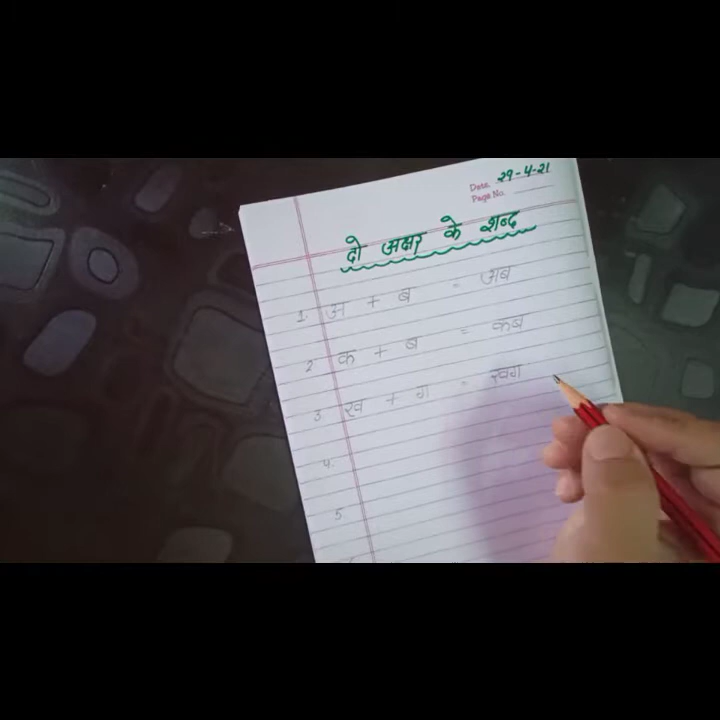 Date. 29-4-21
Page No.
दो अक्षर के शब्द
1. अ + ब = अब
2 क + ब = कब
3 ख + ग = खग
4.
5